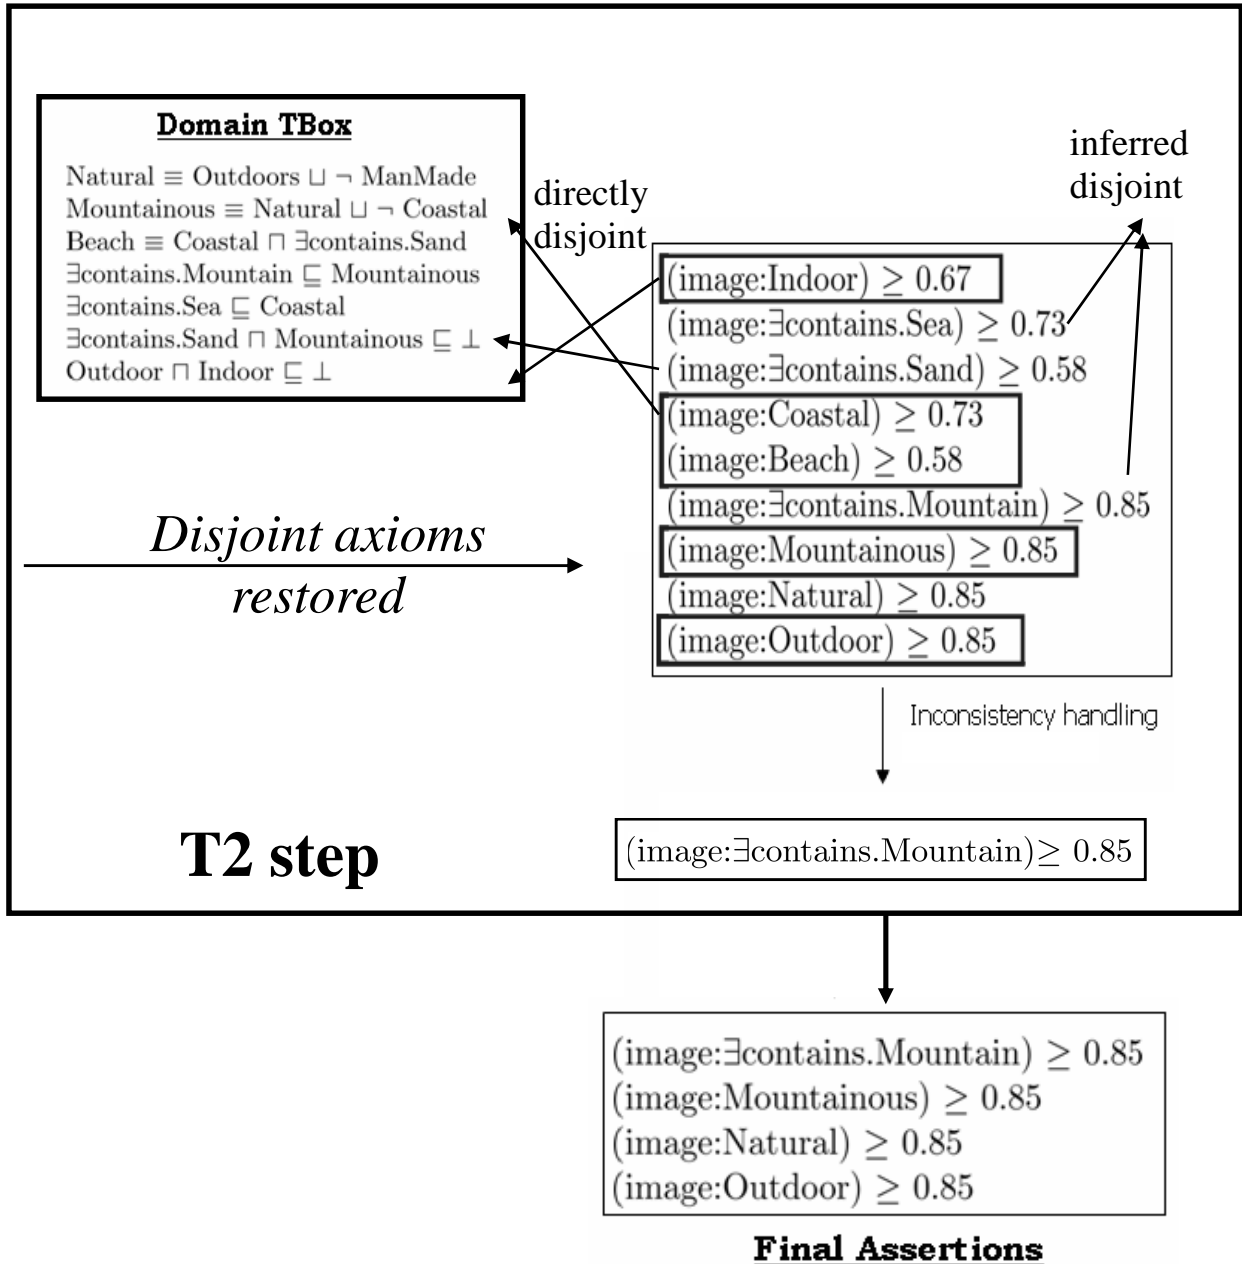 Domain TBox
Natural ≡ Outdoors ⊔ ¬ ManMade
Mountainous ≡ Natural ⊔ ¬ Coastal
Beach ≡ Coastal ⊓ ∃contains.Sand
∃contains.Mountain ⊑ Mountainous
∃contains.Sea ⊑ Coastal
∃contains.Sand ⊓ Mountainous ⊑ ⊥
Outdoor ⊓ Indoor ⊑ ⊥
directly
disjoint
inferred
disjoint
(image:Indoor) ≥ 0.67
(image:∃contains.Sea) ≥ 0.73
(image:∃contains.Sand) ≥ 0.58
(image:Coastal) ≥ 0.73
(image:Beach) ≥ 0.58
(image:∃contains.Mountain) ≥ 0.85
(image:Mountainous) ≥ 0.85
(image:Natural) ≥ 0.85
(image:Outdoor) ≥ 0.85
Disjoint axioms
restored
Inconsistency handling
T2 step
(image:∃contains.Mountain)≥ 0.85
(image:∃contains.Mountain) ≥ 0.85
(image:Mountainous) ≥ 0.85
(image:Natural) ≥ 0.85
(image:Outdoor) ≥ 0.85
Final Assertions